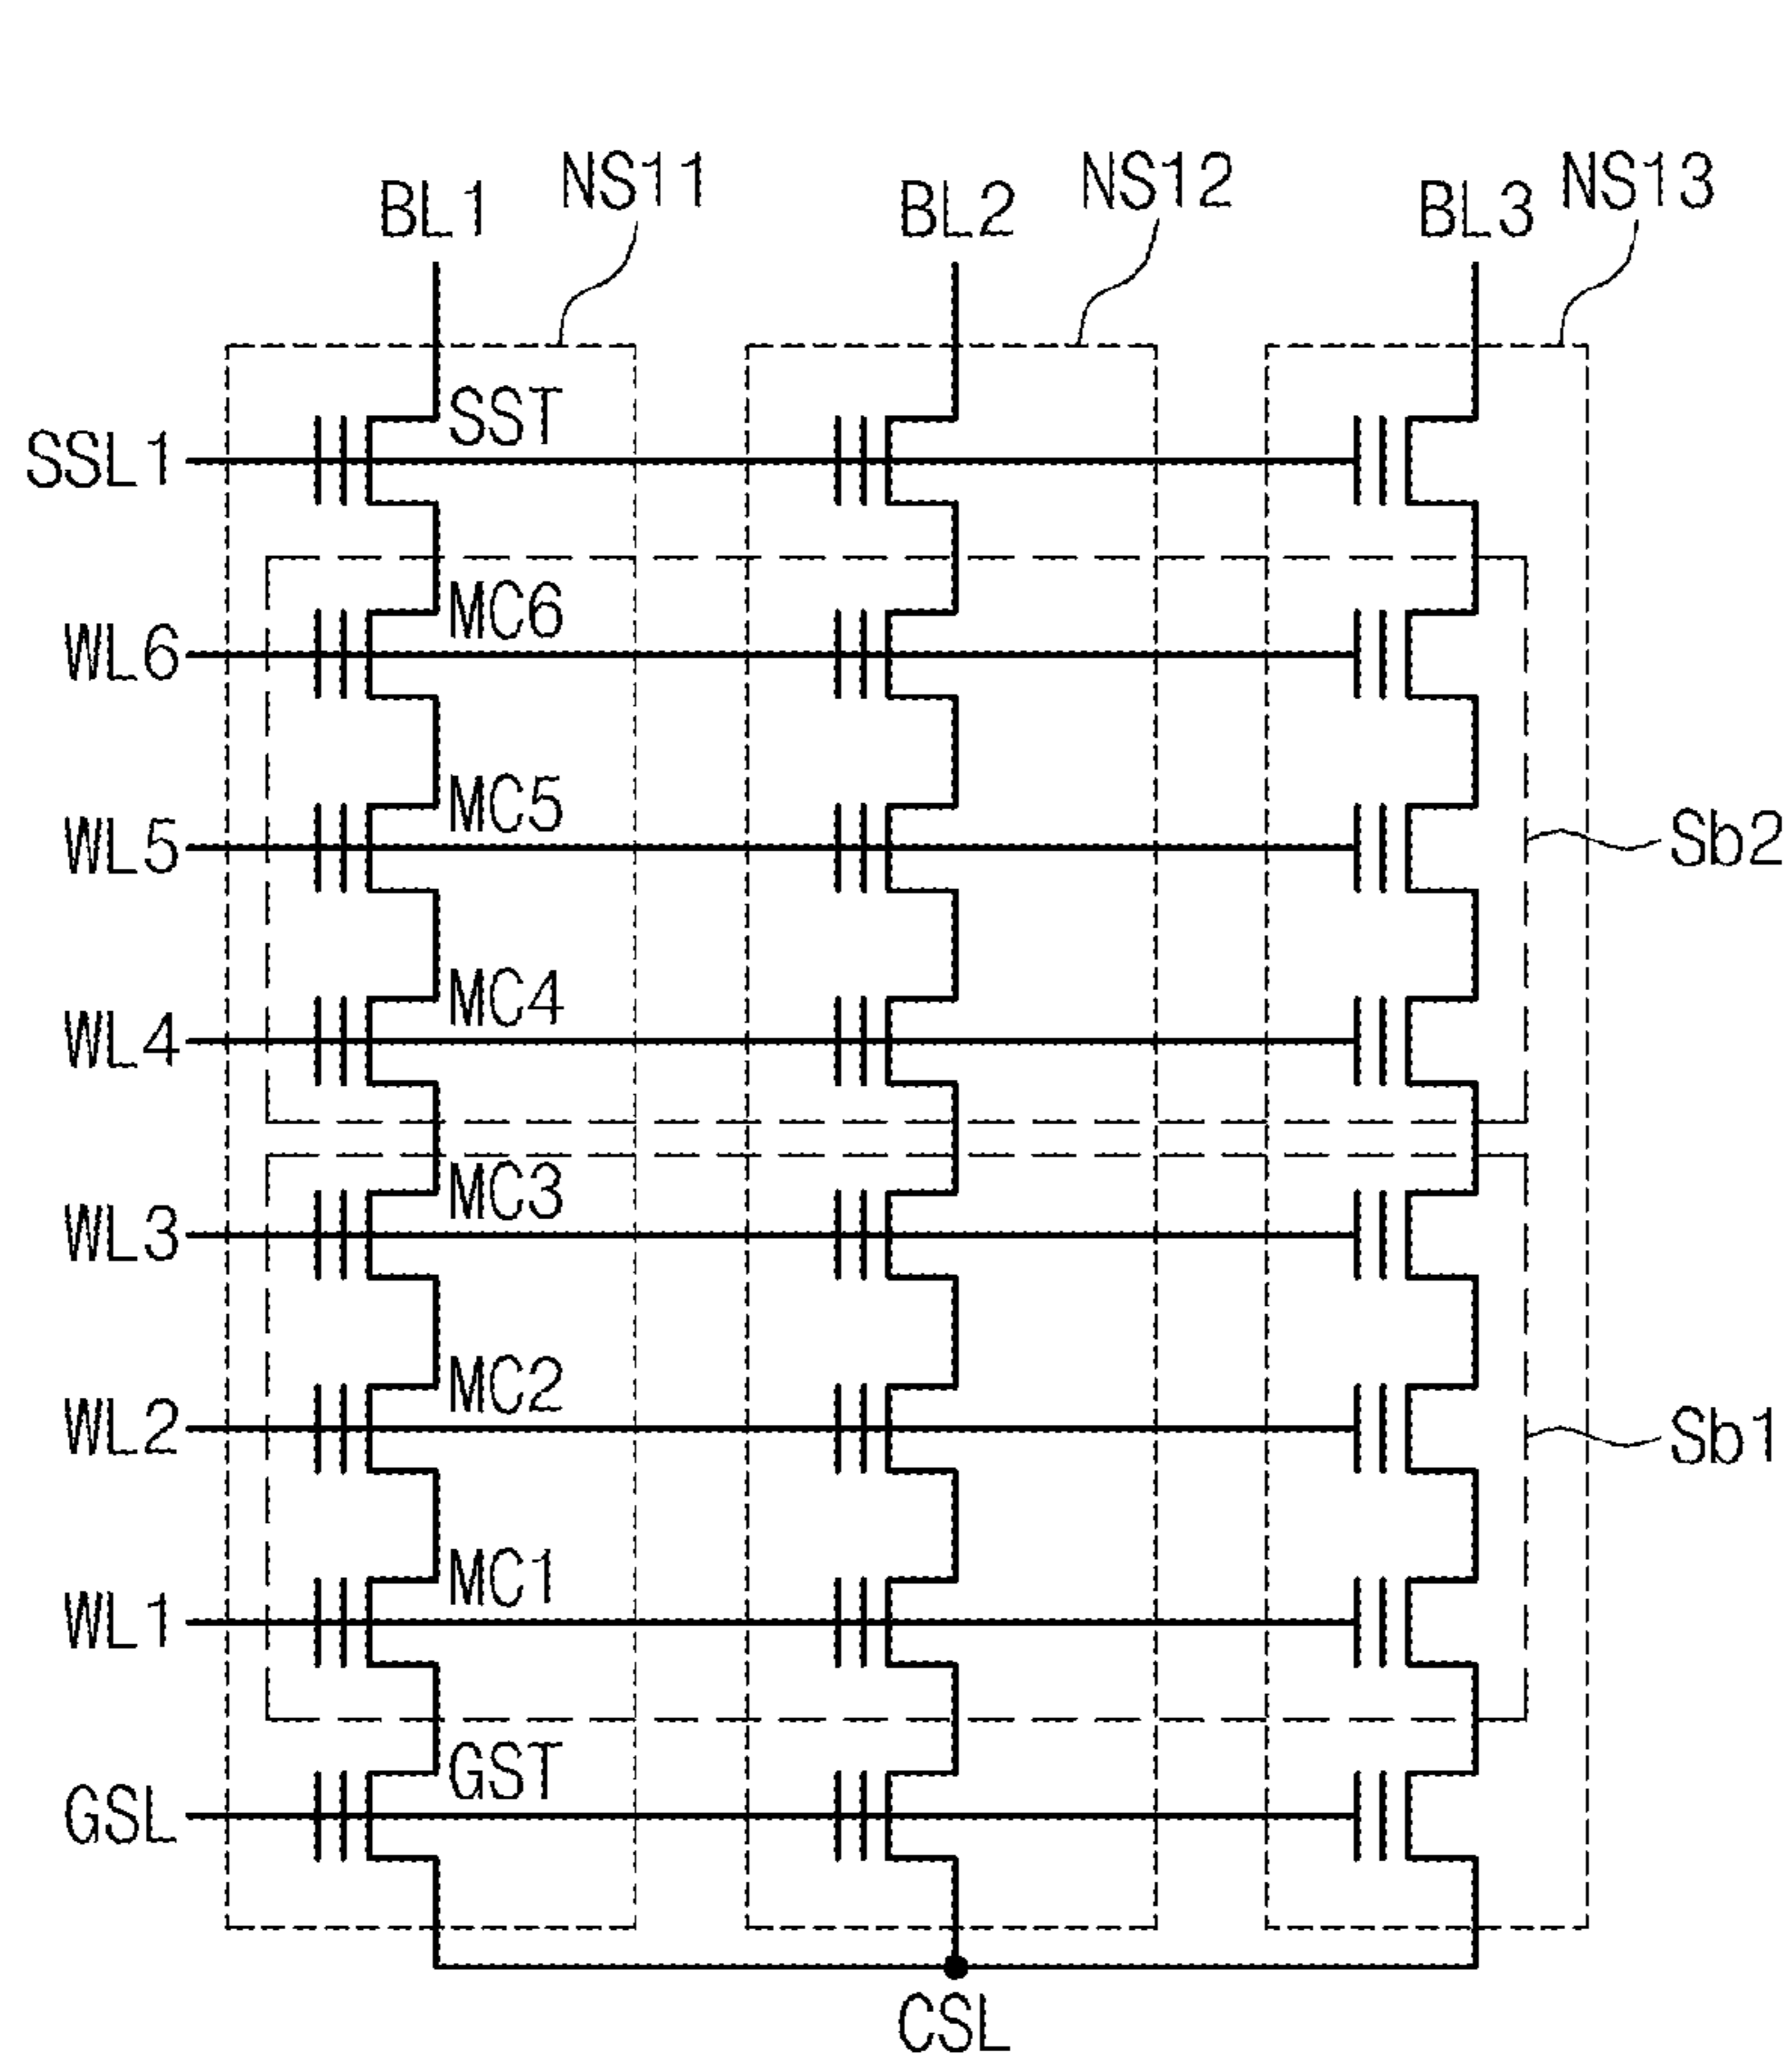 BL1 NS11 BL2 NS12 BL3 NS13
SSL1 SST
WL6 MC6
WL5 MC5 Sb2
WL4 MC4
WL3 MC3
WL2 MC2 Sb1
WL1 MC1
GSL GST
CSL